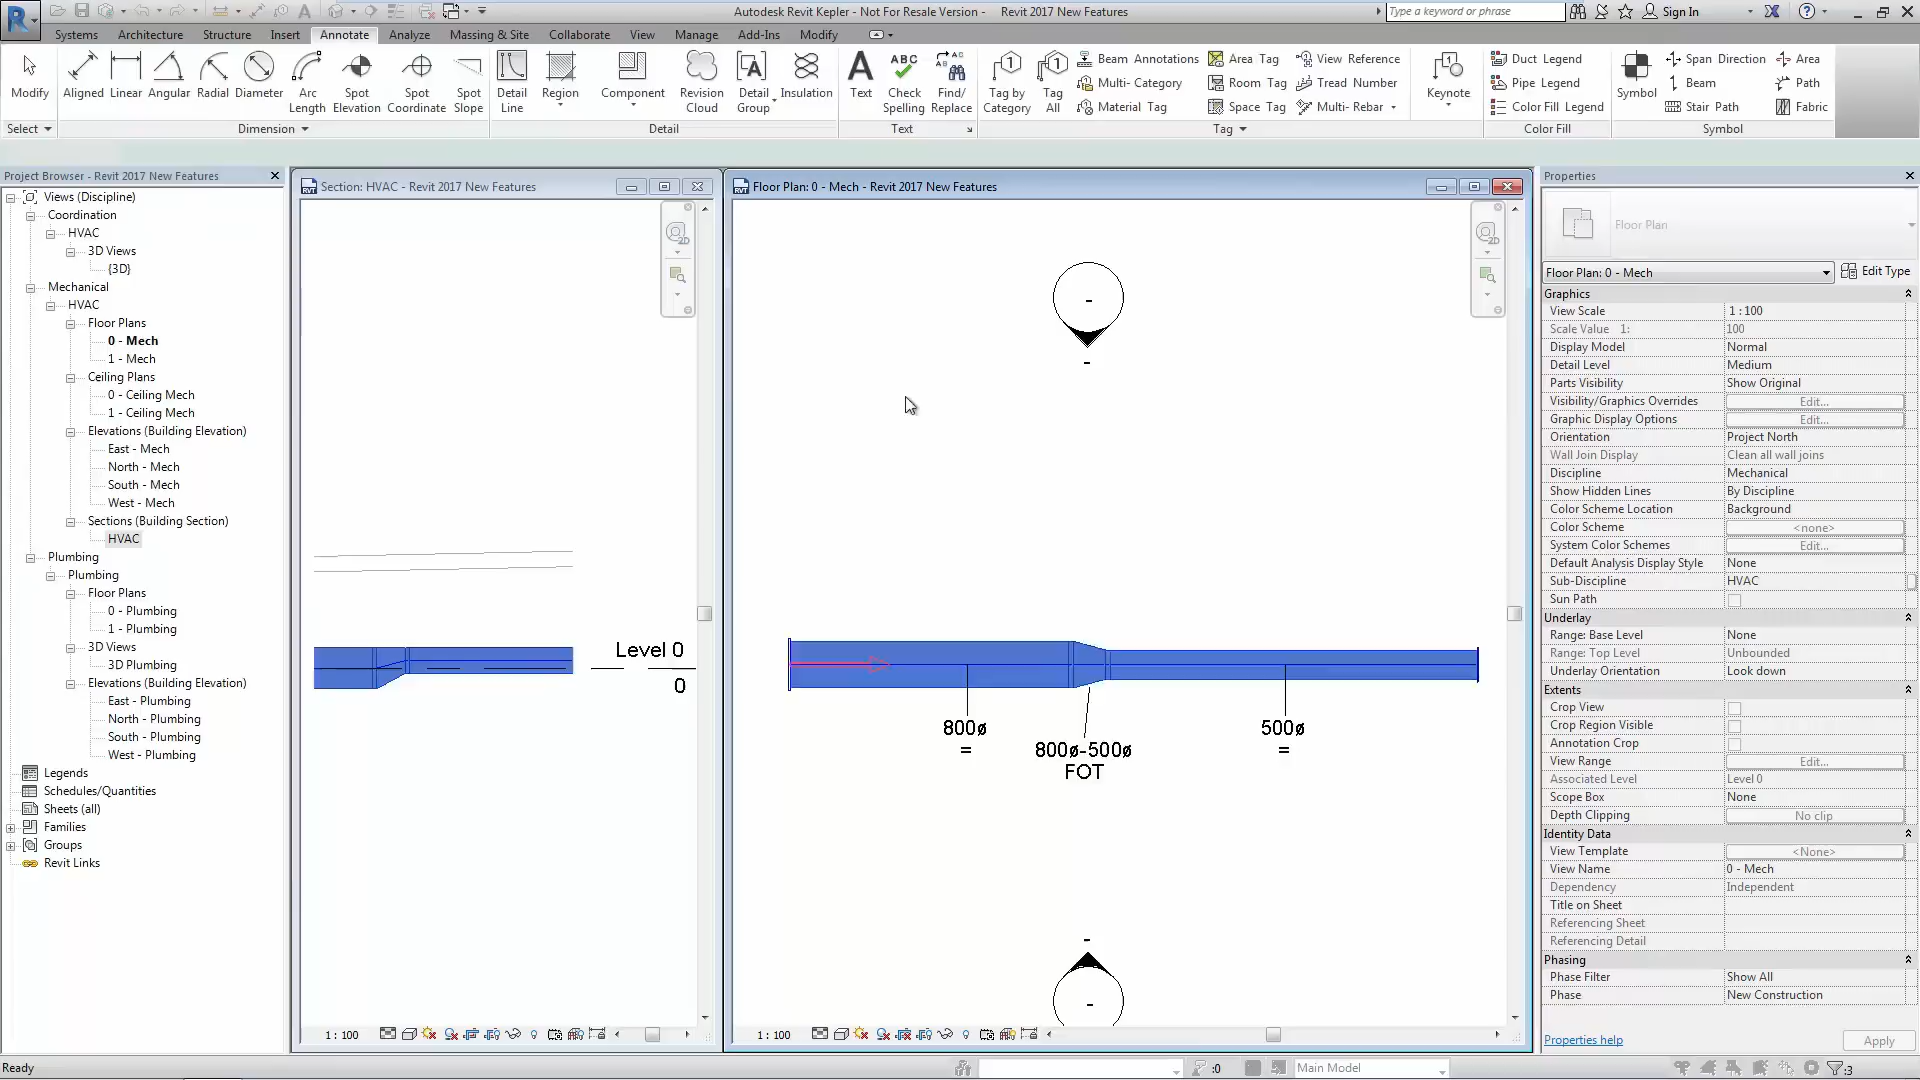 Autodesk Revit Kepler - Not For Resale Version - Revit 2017 New Features
Type a keyword or phrase
Sign In
Systems Architecture Structure Insert Annotate Analyze Massing & Site Collaborate View Manage Add-Ins Modify
Modify
Aligned Linear Angular Radial Diameter Arc Length Spot Elevation Spot Coordinate Spot Slope
Detail Line Region Component Revision Cloud Detail Group Insulation
Text ABC Check Spelling Find/ Replace
Tag by Category Tag All
Beam Annotations
Multi- Category
Material Tag
Area Tag
Room Tag
Space Tag
View Reference
Tread Number
Multi- Rebar
Keynote
Duct Legend
Pipe Legend
Color Fill Legend
Symbol
Span Direction
Beam
Stair Path
Area
Path
Fabric
Select Dimension Detail Text Tag Color Fill Symbol
Project Browser - Revit 2017 New Features
Views (Discipline)
Coordination
HVAC
3D Views
{3D}
Mechanical
HVAC
Floor Plans
0 - Mech
1 - Mech
Ceiling Plans
0 - Ceiling Mech
1 - Ceiling Mech
Elevations (Building Elevation)
East - Mech
North - Mech
South - Mech
West - Mech
Sections (Building Section)
HVAC
Plumbing
Plumbing
Floor Plans
0 - Plumbing
1 - Plumbing
3D Views
3D Plumbing
Elevations (Building Elevation)
East - Plumbing
North - Plumbing
South - Plumbing
West - Plumbing
Legends
Schedules/Quantities
Sheets (all)
Families
Groups
Revit Links
Section: HVAC - Revit 2017 New Features
Level 0
0
1 : 100
Floor Plan: 0 - Mech - Revit 2017 New Features
-
-
800ø
=
800ø-500ø
FOT
500ø
=
-
-
1 : 100
Properties
Floor Plan
Floor Plan: 0 - Mech
Edit Type
Graphics
View Scale 1 : 100
Scale Value 1: 100
Display Model Normal
Detail Level Medium
Parts Visibility Show Original
Visibility/Graphics Overrides Edit...
Graphic Display Options Edit...
Orientation Project North
Wall Join Display Clean all wall joins
Discipline Mechanical
Show Hidden Lines By Discipline
Color Scheme Location Background
Color Scheme <none>
System Color Schemes Edit...
Default Analysis Display Style None
Sub-Discipline HVAC
Sun Path
Underlay
Range: Base Level None
Range: Top Level Unbounded
Underlay Orientation Look down
Extents
Crop View
Crop Region Visible
Annotation Crop
View Range Edit...
Associated Level Level 0
Scope Box None
Depth Clipping No clip
Identity Data
View Template <None>
View Name 0 - Mech
Dependency Independent
Title on Sheet
Referencing Sheet
Referencing Detail
Phasing
Phase Filter Show All
Phase New Construction
Properties help
Apply
Ready
:0
Main Model
:3